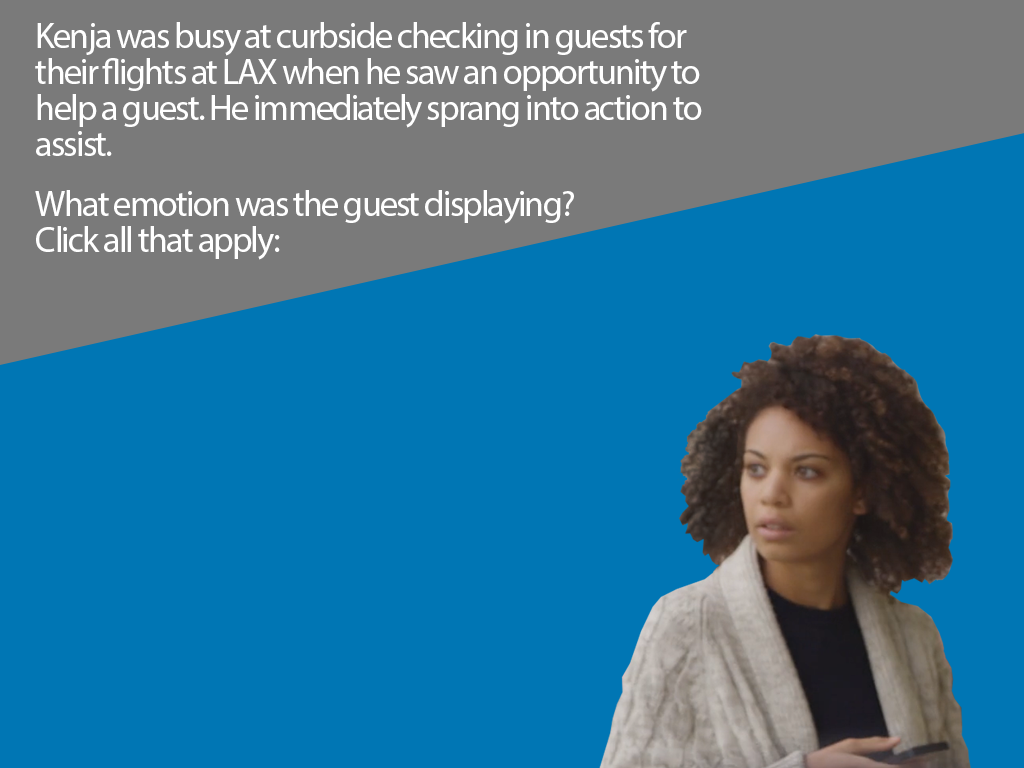 Kenja was busy at curbside checking in guests for
their flights at LAX when he saw an opportunity to
help a guest. He immediately sprang into action to
assist.
What emotion was the guest displaying?
Click all that apply: